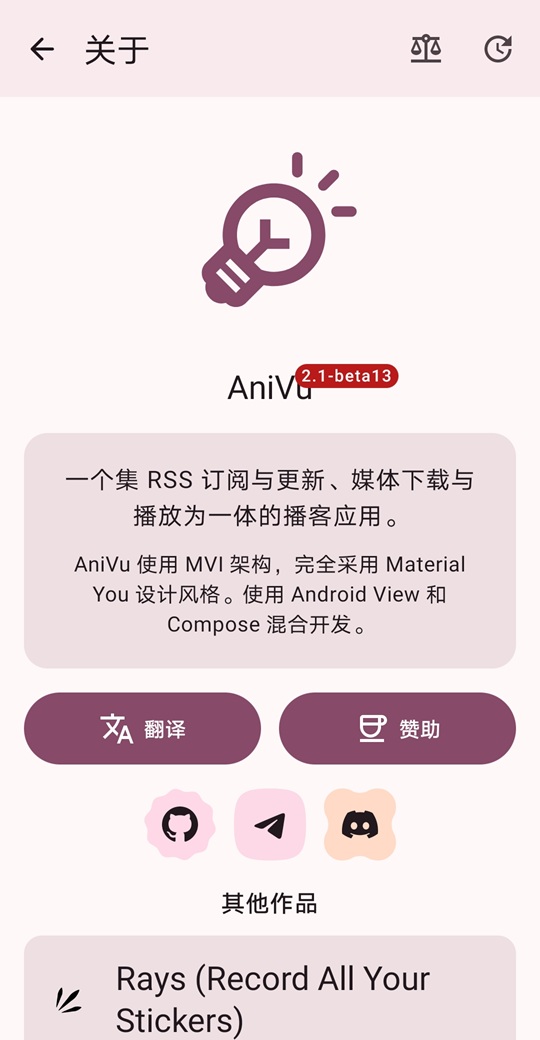 关于
AniVu
2.1-beta13
一个集 RSS 订阅与更新、媒体下载与
播放为一体的播客应用。
AniVu 使用 MVI 架构，完全采用 Material
You 设计风格。使用 Android View 和
Compose 混合开发。
翻译
赞助
其他作品
Rays (Record All Your
Stickers)